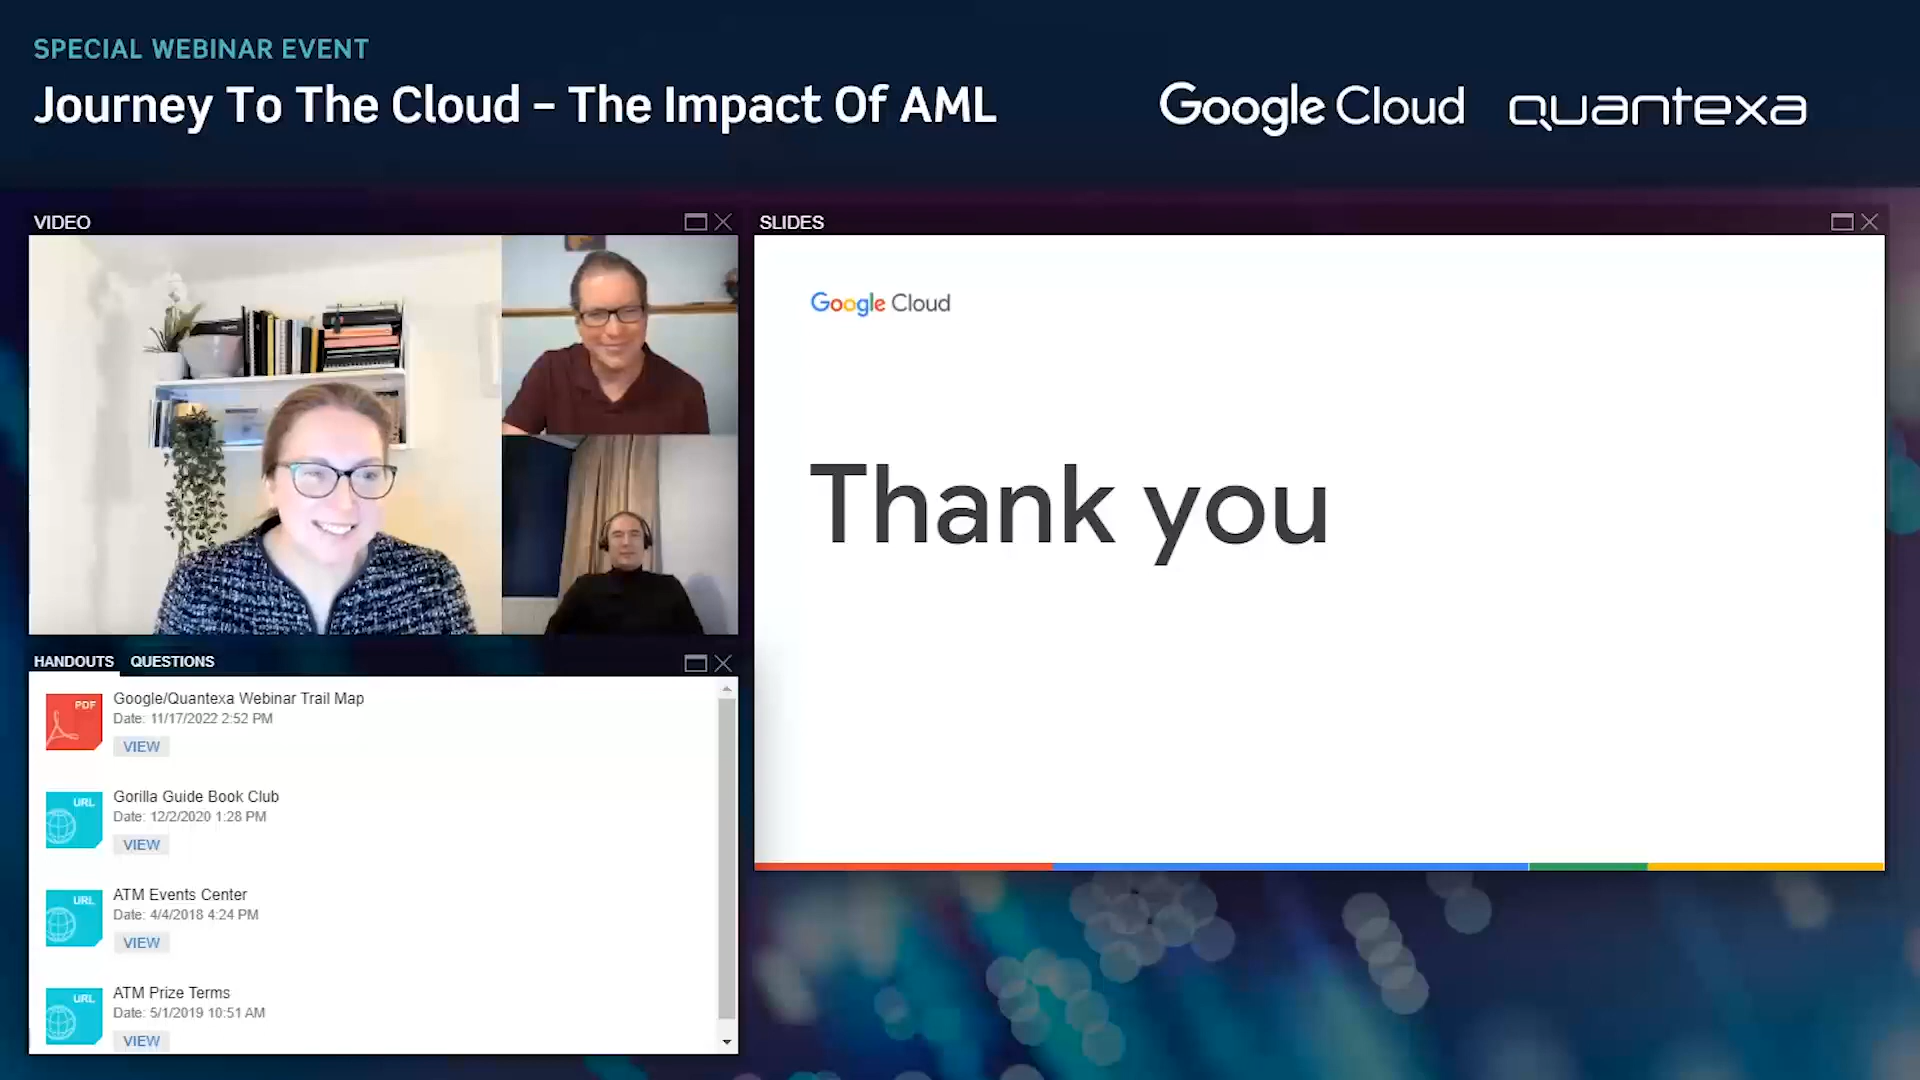 SPECIAL WEBINAR EVENT
Journey To The Cloud – The Impact Of AML
Google Cloud quantexa
VIDEO
SLIDES
Google Cloud
Thank you
HANDOUTS QUESTIONS
PDF
Google/Quantexa Webinar Trail Map
Date: 11/17/2022 2:52 PM
VIEW
URL
Gorilla Guide Book Club
Date: 12/2/2020 1:28 PM
VIEW
URL
ATM Events Center
Date: 4/4/2018 4:24 PM
VIEW
URL
ATM Prize Terms
Date: 5/1/2019 10:51 AM
VIEW